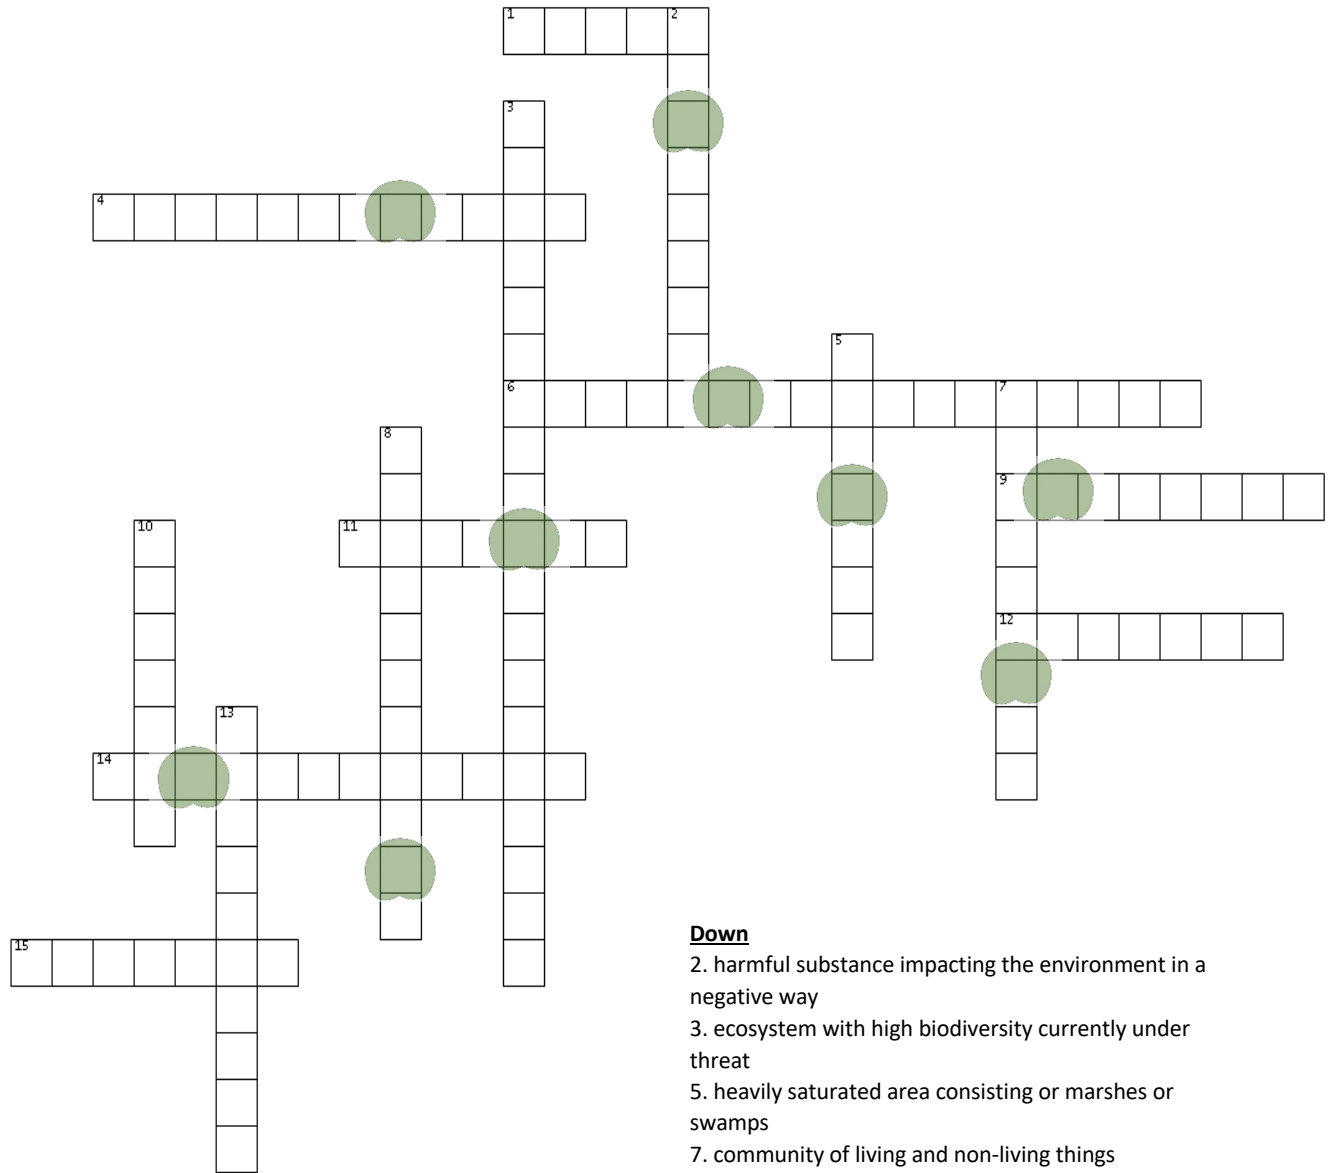 1
2
3
4
5
6
7
8
9
10
11
12
13
14
15
Down
2. harmful substance impacting the environment in a
negative way
3. ecosystem with high biodiversity currently under
threat
5. heavily saturated area consisting or marshes or
swamps
7. community of living and non-living things